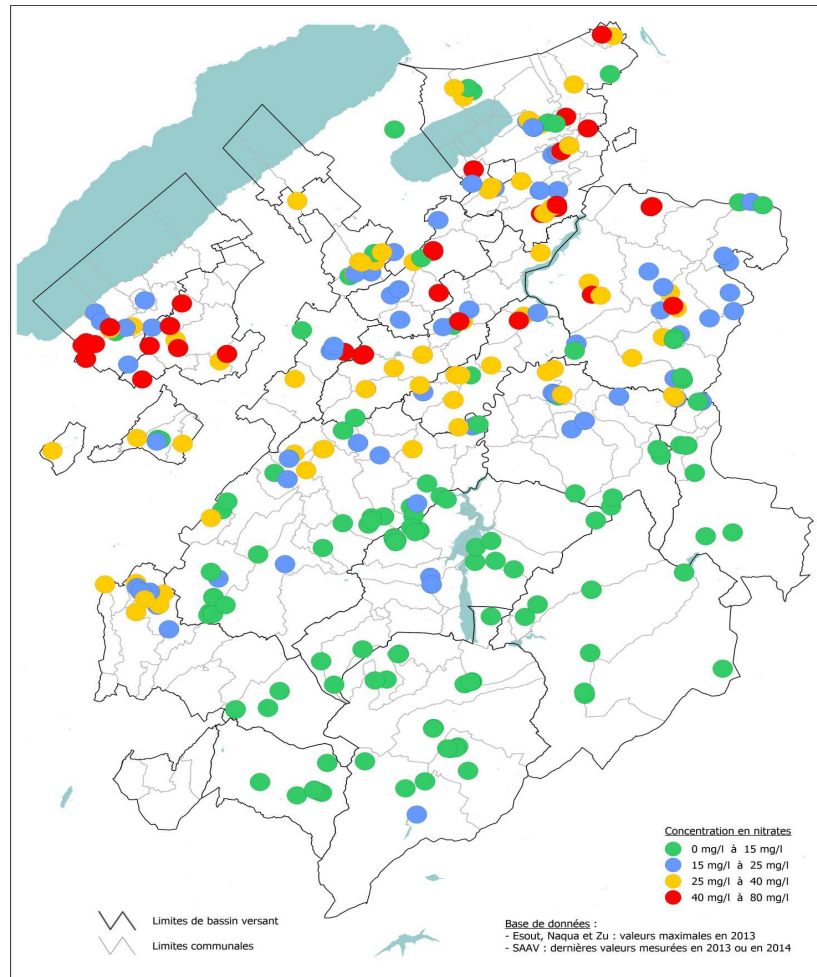 Concentration en nitrates
0 mg/l à 15 mg/l
15 mg/l à 25 mg/l
25 mg/l à 40 mg/l
40 mg/l à 80 mg/l
Limites de bassin versant
Limites communales
Base de données :
- Esout, Naqua et Zu : valeurs maximales en 2013
- SAAV : dernières valeurs mesurées en 2013 ou en 2014